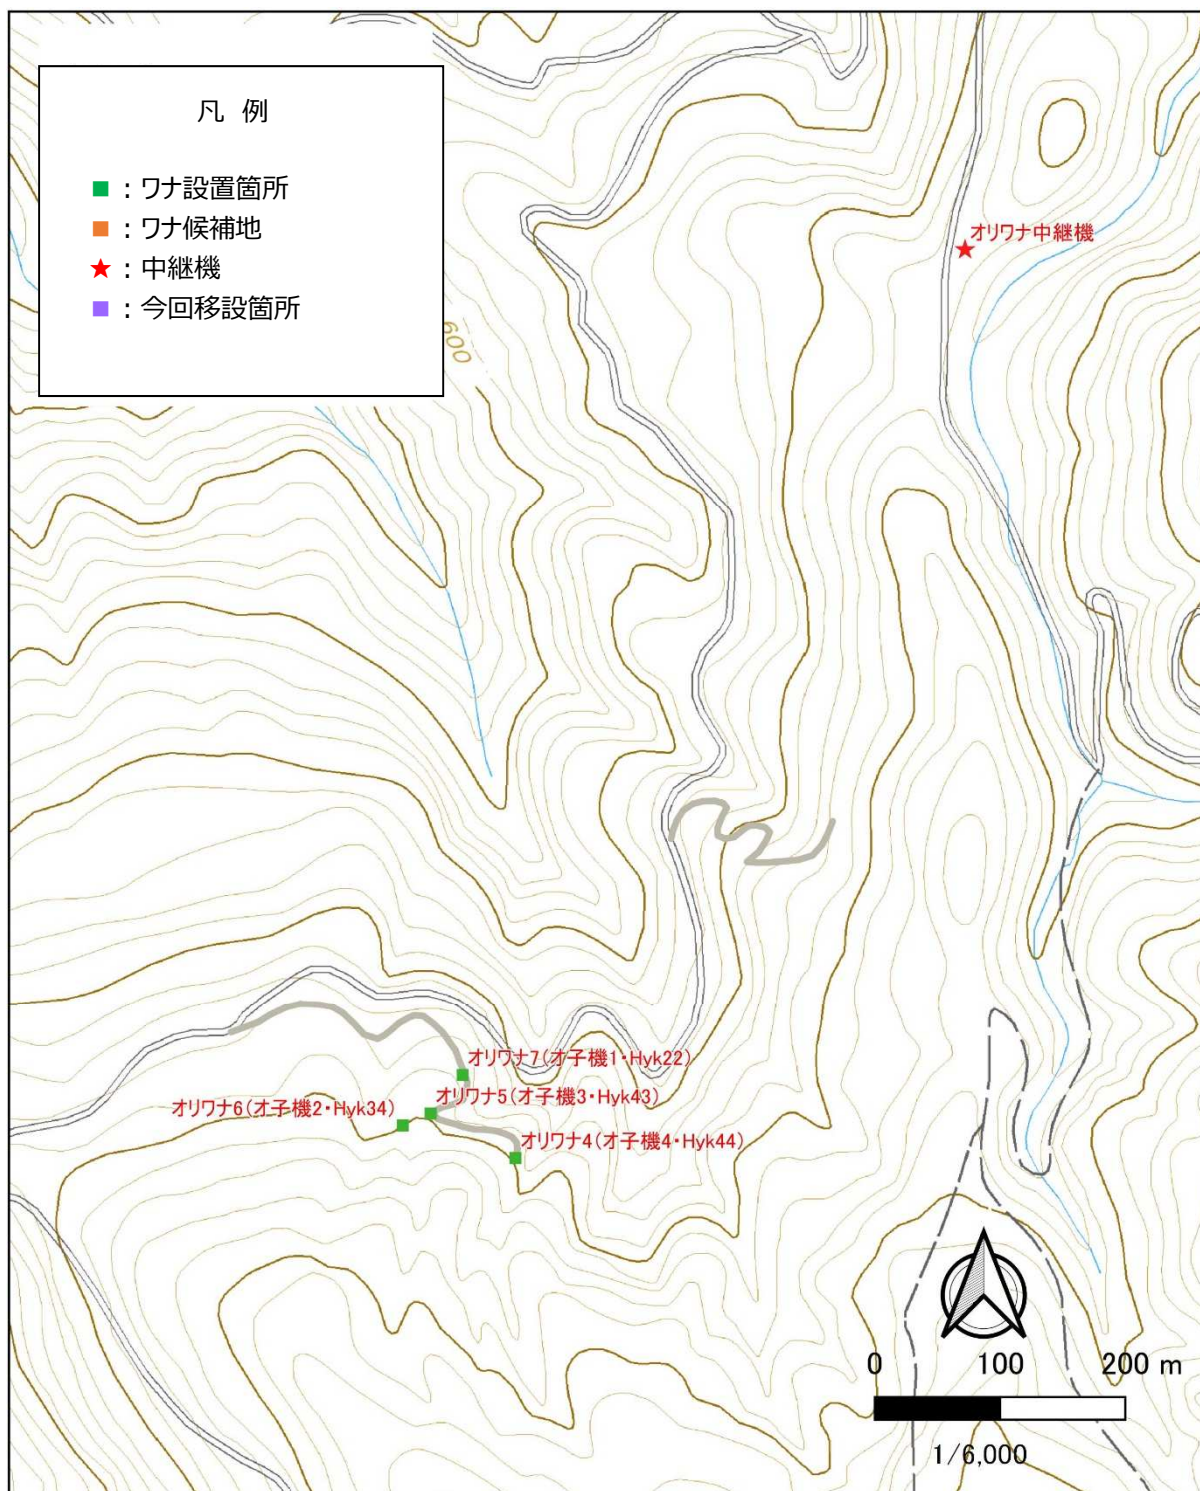 凡 例
■：ワナ設置箇所
■：ワナ候補地
★：中継機
■：今回移設箇所
600
オリワナ中継機
オリワナ7(オ子機1・Hyk22)
オリワナ5(オ子機3・Hyk43)
オリワナ6(オ子機2・Hyk34)
オリワナ4(オ子機4・Hyk44)
0 100 200 m
1/6,000